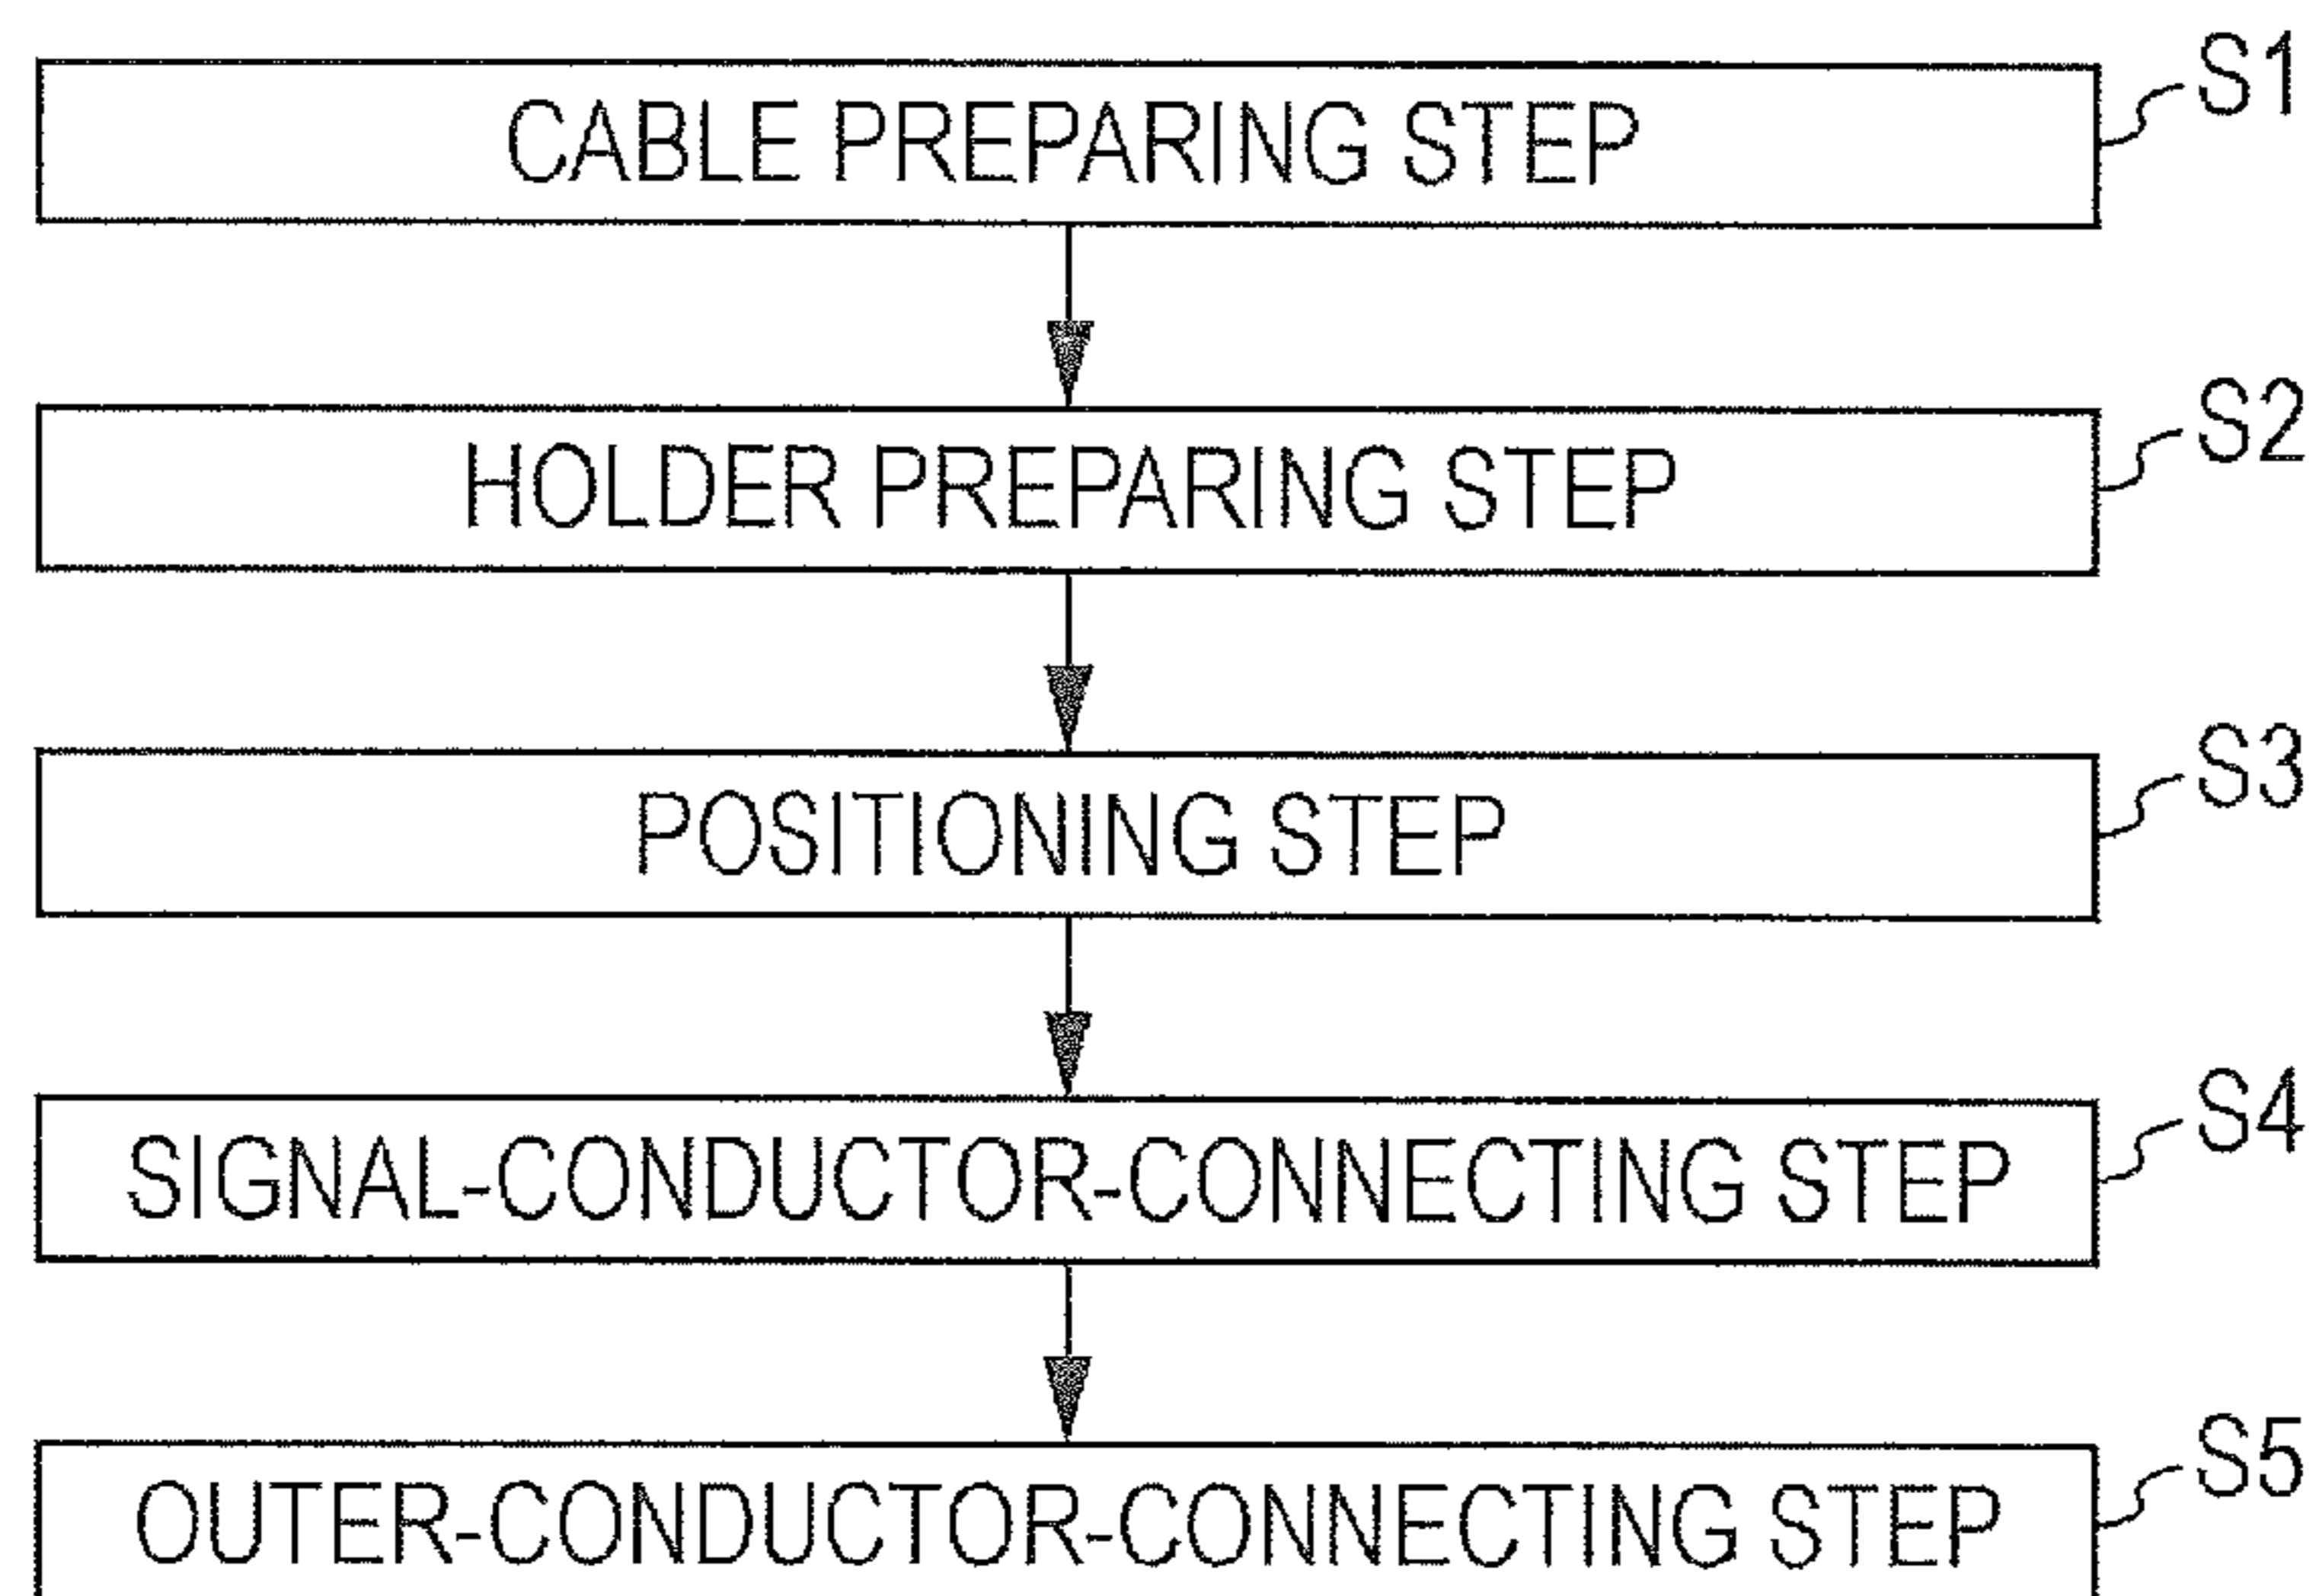 S1
CABLE PREPARING STEP
S2
HOLDER PREPARING STEP
S3
POSITIONING STEP
S4
SIGNAL-CONDUCTOR-CONNECTING STEP
S5
OUTER-CONDUCTOR-CONNECTING STEP